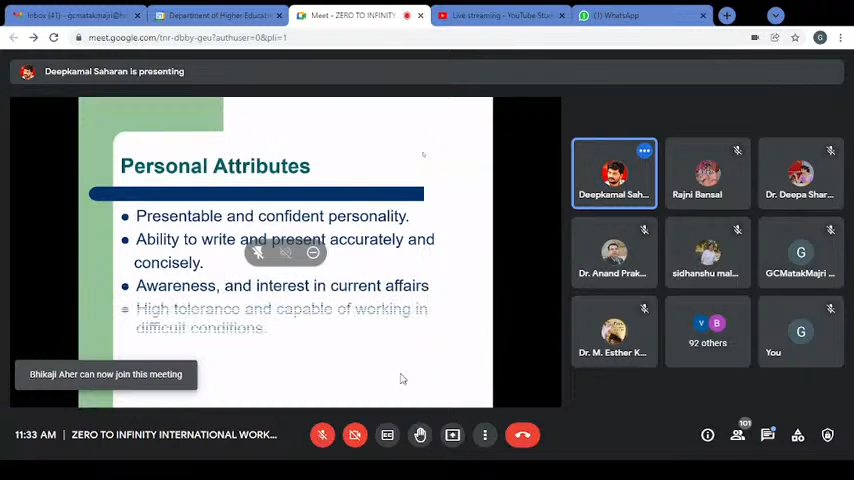 Inbox (41) - gcmatakmajri@h
Department of Higher Educati
Meet - ZERO TO INFINITY
Live streaming - YouTube Stud
(1) WhatsApp
meet.google.com/tnr-dbby-geu?authuser=0&pli=1
G
Deepkamal Saharan is presenting
Personal Attributes
Presentable and confident personality.
Ability to write and present accurately and
concisely.
Awareness, and interest in current affairs
High tolerance and capable of working in
difficult conditions.
Deepkamal Sah...
Rajni Bansal
Dr. Deepa Shar...
Dr. Anand Prak...
sidhanshu mal...
G
GCMatakMajri ...
Dr. M. Esther K...
V B
92 others
G
You
Bhikaji Aher can now join this meeting
11:33 AM | ZERO TO INFINITY INTERNATIONAL WORK...
101